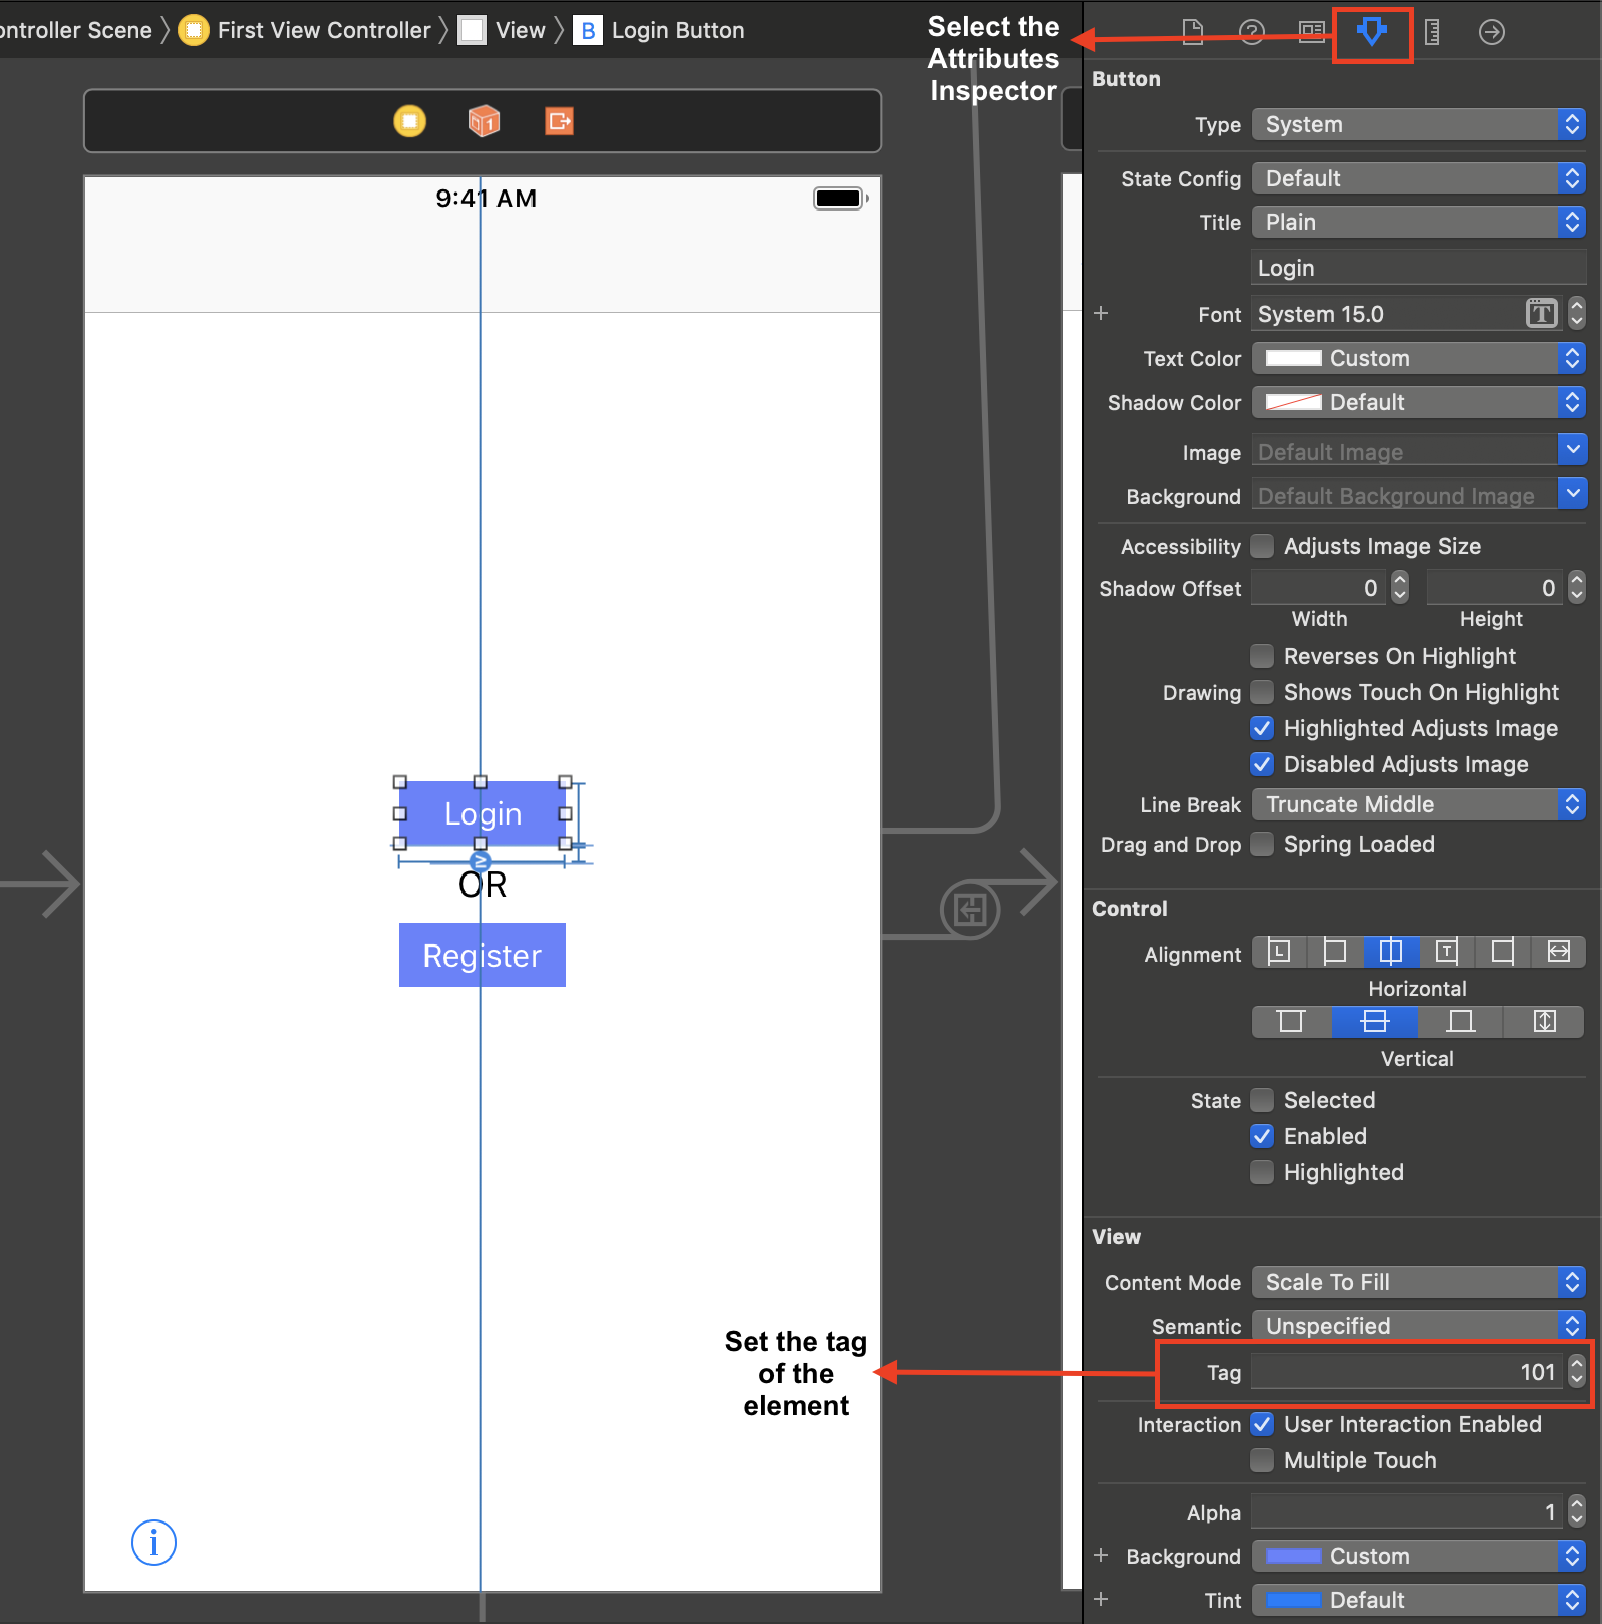 ontroller Scene
First View Controller
View
B
Login Button
Select the
Attributes
Inspector
1
9:41 AM
Login
≥
OR
Register
i
Set the tag
of the
element
?
Button
Type System
State Config Default
Title Plain
Login
Font System 15.0 T
Text Color Custom
Shadow Color Default
Image Default Image
Background Default Background Image
Accessibility Adjusts Image Size
Shadow Offset 0 0
Width Height
Reverses On Highlight
Drawing Shows Touch On Highlight
Highlighted Adjusts Image
Disabled Adjusts Image
Line Break Truncate Middle
Drag and Drop Spring Loaded
Control
Alignment L T
Horizontal
Vertical
State Selected
Enabled
Highlighted
View
Content Mode Scale To Fill
Semantic Unspecified
Tag 101
Interaction User Interaction Enabled
Multiple Touch
Alpha 1
Background Custom
Tint Default